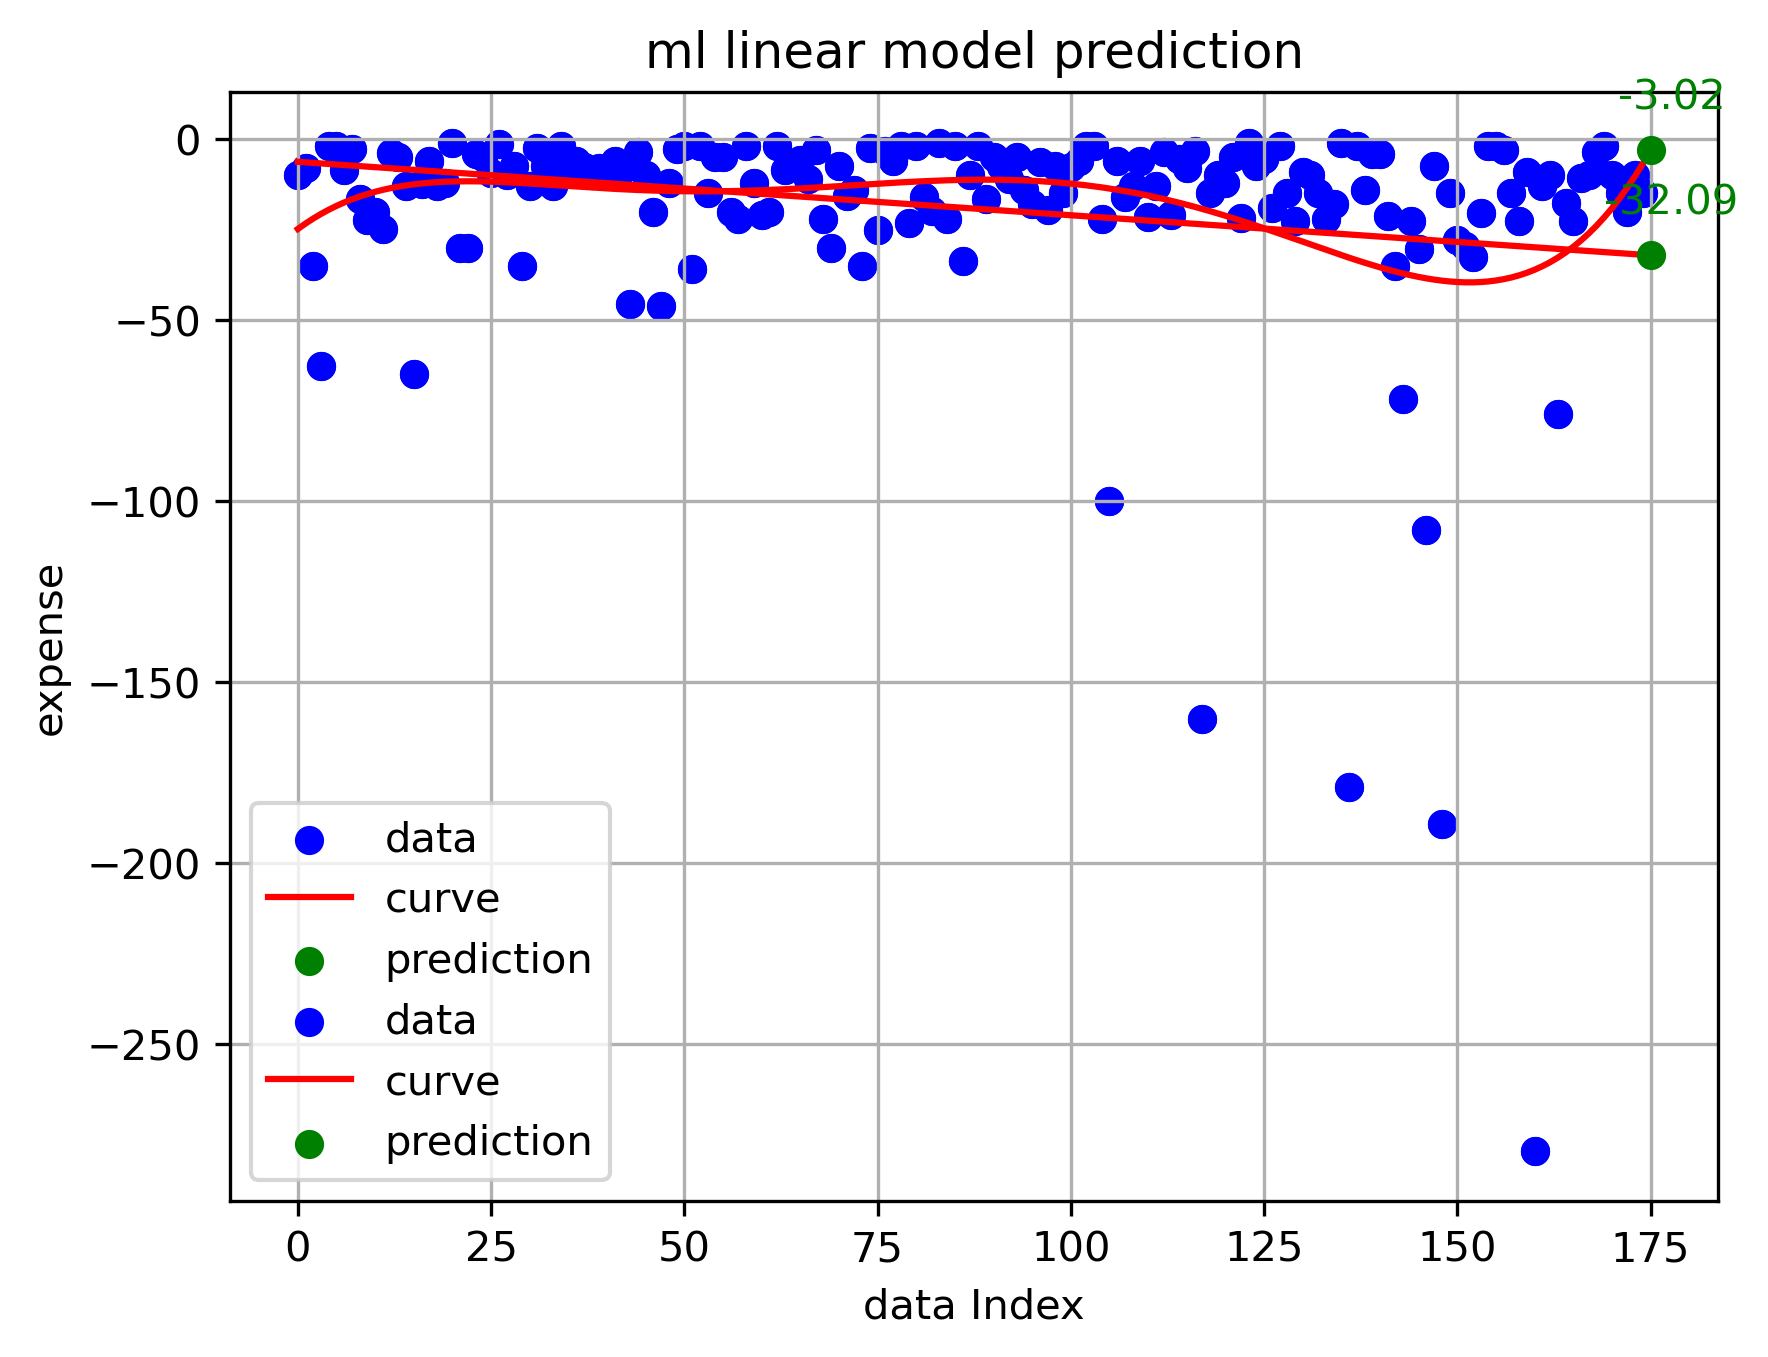 ml linear model prediction
-3.02
-32.09
0
−50
−100
−150
−200
−250
expense
data
curve
prediction
data
curve
prediction
0 25 50 75 100 125 150 175
data Index